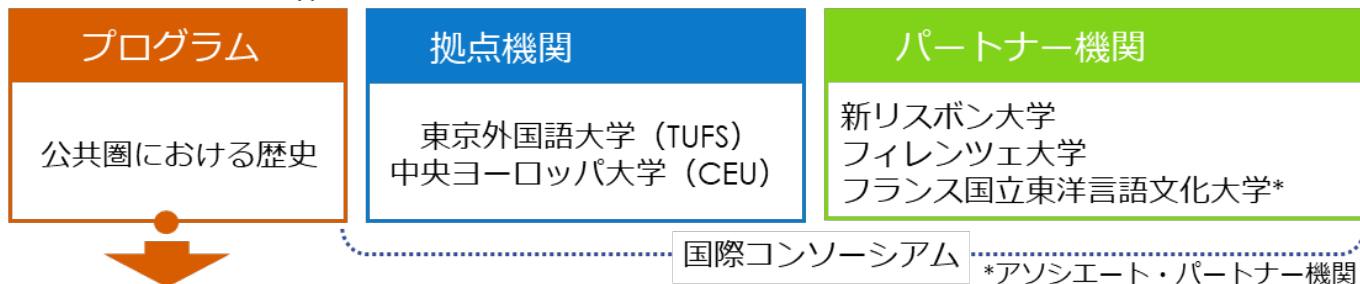 プログラム
公共圏における歴史
拠点機関
東京外国語大学（TUFS）
中央ヨーロッパ大学（CEU）
パートナー機関
新リスボン大学
フィレンツェ大学
フランス国立東洋言語文化大学*
国際コンソーシアム
*アソシエート・パートナー機関